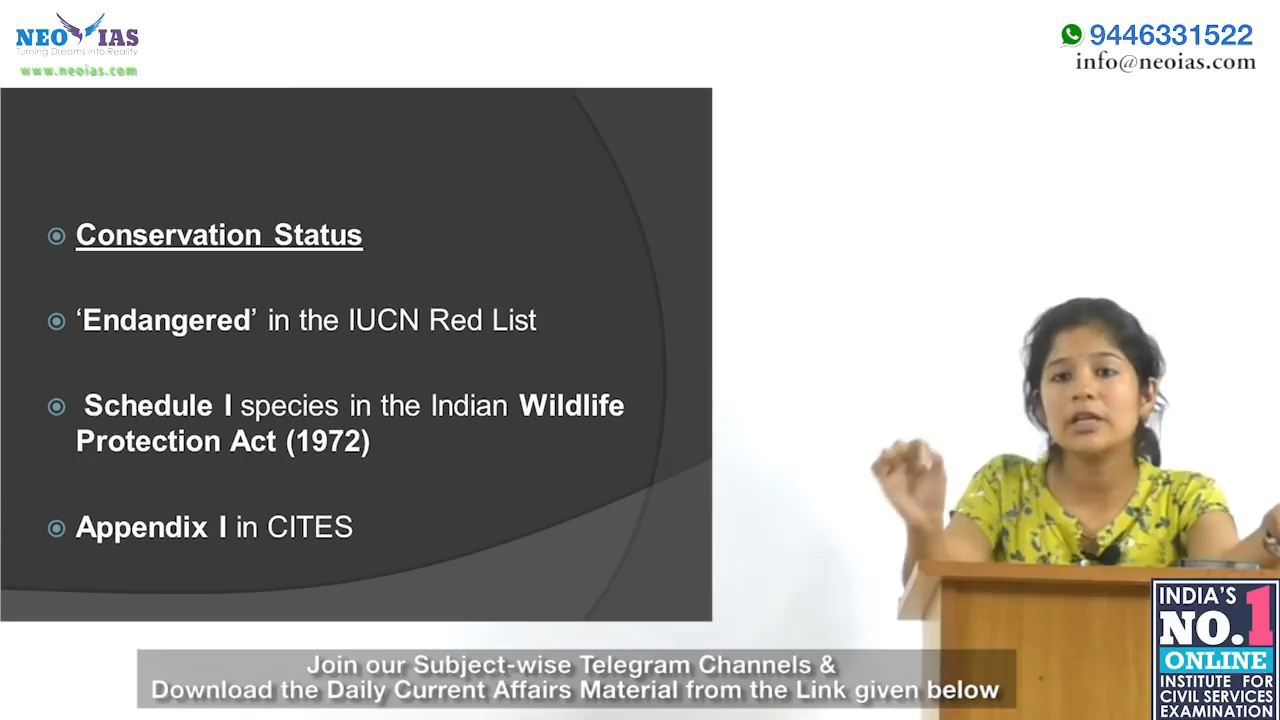 NEO IAS
Turning Dreams into Reality
www.neoias.com
9446331522
info@neoias.com
Conservation Status
‘Endangered’ in the IUCN Red List
Schedule I species in the Indian Wildlife
Protection Act (1972)
Appendix I in CITES
INDIA'S
NO.1
ONLINE
INSTITUTE FOR
CIVIL SERVICES
EXAMINATION
Join our Subject-wise Telegram Channels &
Download the Daily Current Affairs Material from the Link given below